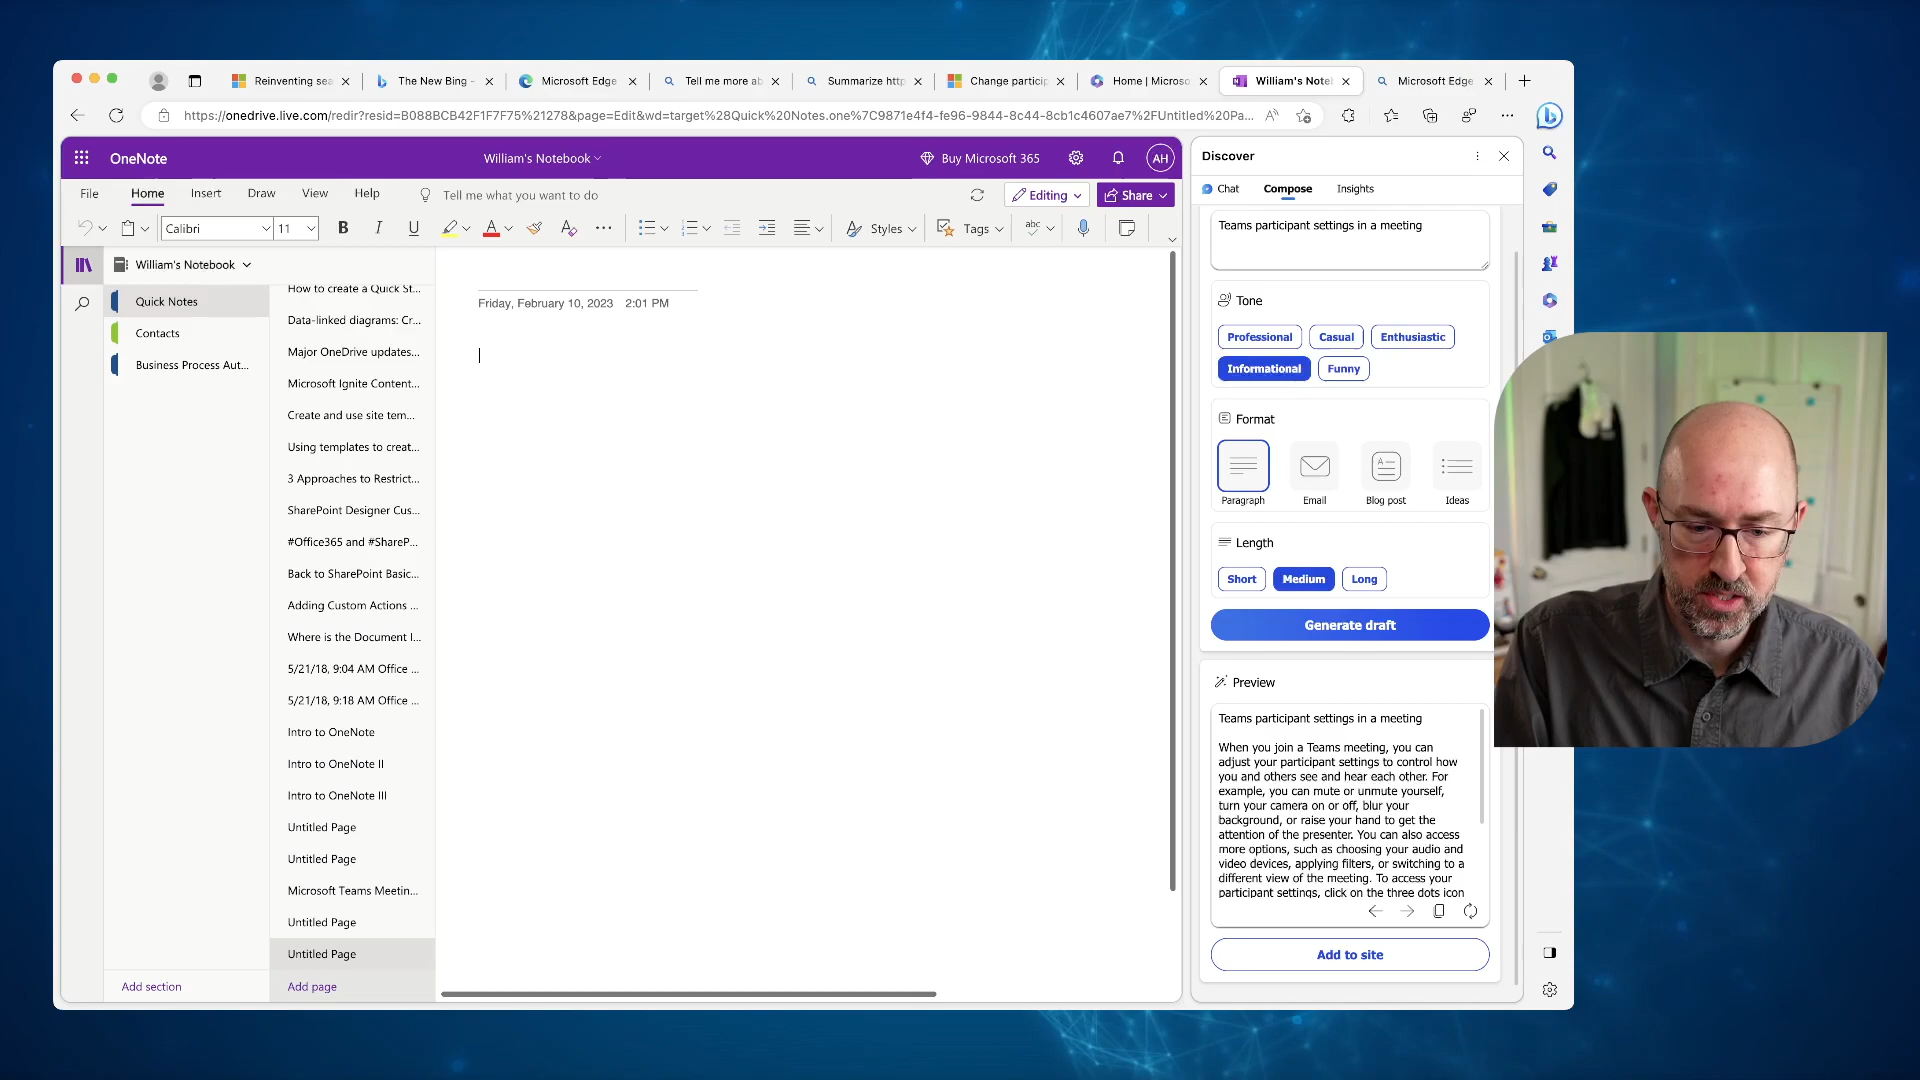 Reinventing sea
The New Bing -
Microsoft Edge
Tell me more ab
Summarize http
Change particip
Home | Microso
William's Notel
Microsoft Edge
https://onedrive.live.com/redir?resid=B088BCB42F1F7F75%21278&page=Edit&wd=target%28Quick%20Notes.one%7C9871e4f4-fe96-9844-8c44-8cb1c4607ae7%2FUntitled%20Pa...
OneNote
William's Notebook
Buy Microsoft 365
AH
File
Home
Insert
Draw
View
Help
Tell me what you want to do
Editing
Share
Calibri
11
B
I
U
Styles
Tags
abc
William's Notebook
Quick Notes
Contacts
Business Process Aut...
Add section
How to create a Quick St...
Data-linked diagrams: Cr...
Major OneDrive updates...
Microsoft Ignite Content...
Create and use site tem...
Using templates to creat...
3 Approaches to Restrict...
SharePoint Designer Cus...
#Office365 and #ShareP...
Back to SharePoint Basic...
Adding Custom Actions ...
Where is the Document I...
5/21/18, 9:04 AM Office ...
5/21/18, 9:18 AM Office ...
Intro to OneNote
Intro to OneNote II
Intro to OneNote III
Untitled Page
Untitled Page
Microsoft Teams Meetin...
Untitled Page
Untitled Page
Add page
Friday, February 10, 2023 2:01 PM
Discover
Chat
Compose
Insights
Teams participant settings in a meeting
Tone
Professional
Casual
Enthusiastic
Informational
Funny
Format
Paragraph
Email
Blog post
Ideas
Length
Short
Medium
Long
Generate draft
Preview
Teams participant settings in a meeting
When you join a Teams meeting, you can
adjust your participant settings to control how
you and others see and hear each other. For
example, you can mute or unmute yourself,
turn your camera on or off, blur your
background, or raise your hand to get the
attention of the presenter. You can also access
more options, such as choosing your audio and
video devices, applying filters, or switching to a
different view of the meeting. To access your
participant settings, click on the three dots icon
Add to site